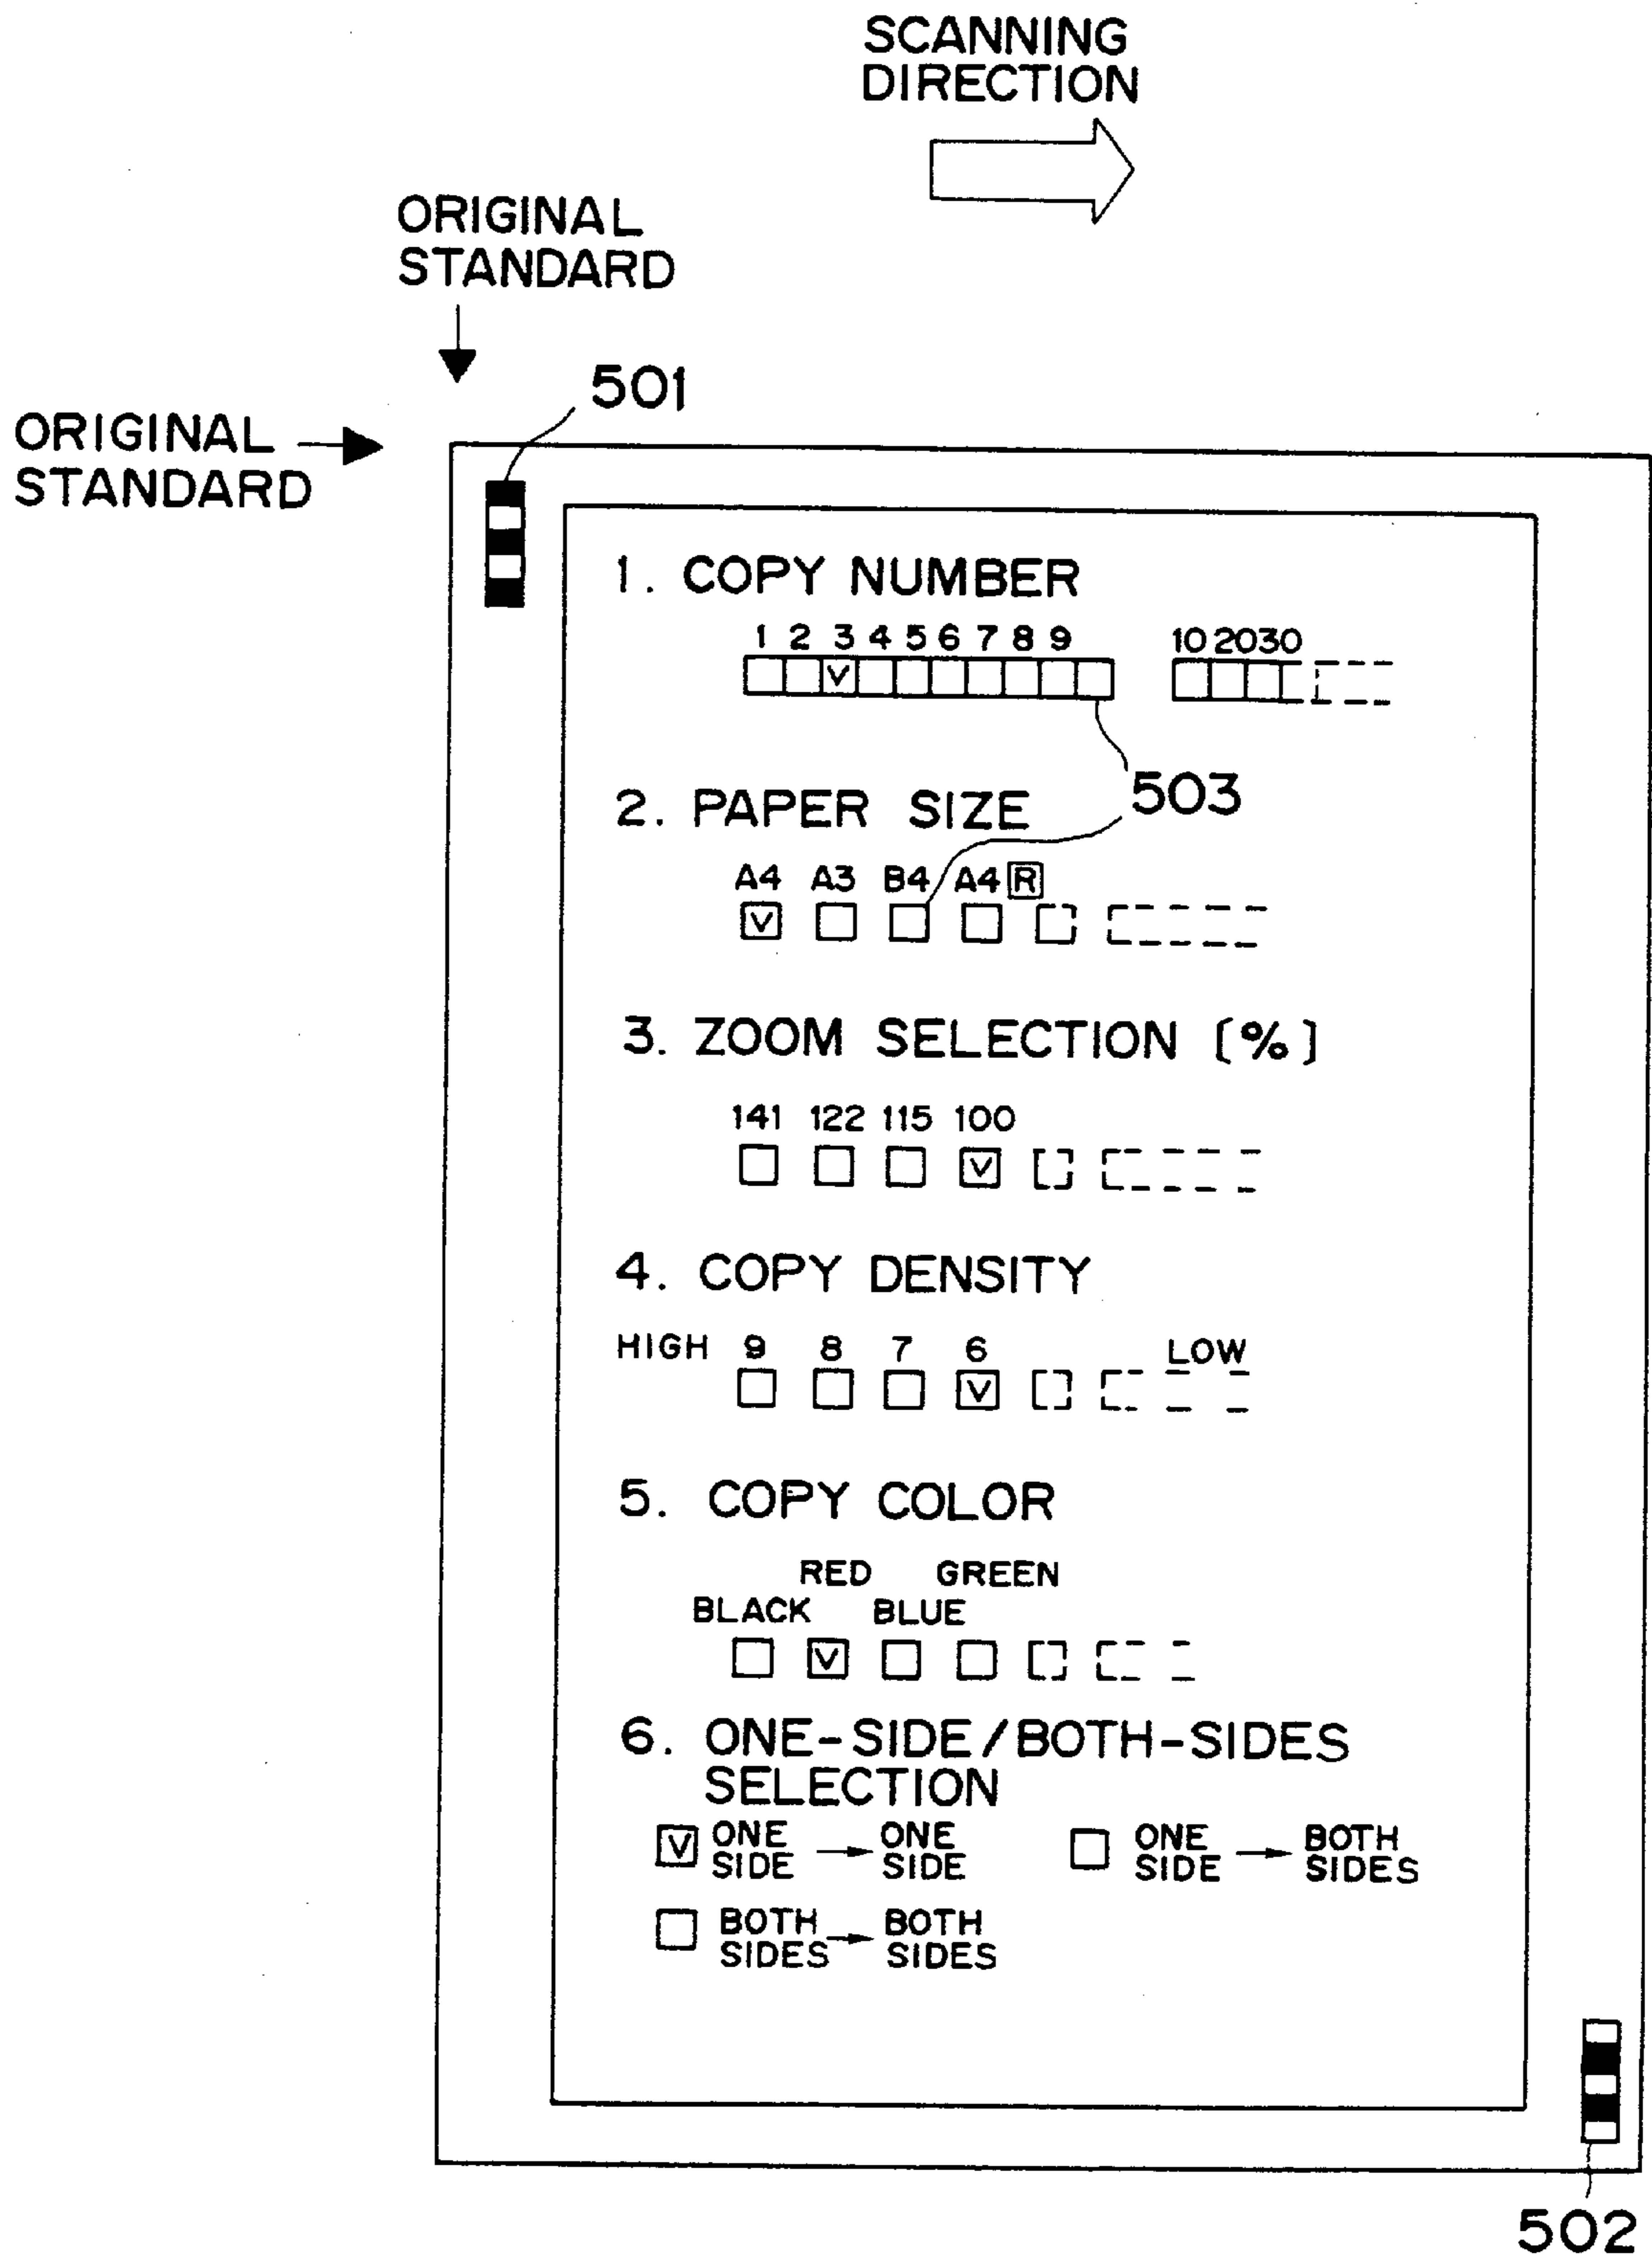 SCANNING
DIRECTION
ORIGINAL
STANDARD
501
ORIGINAL
STANDARD
1. COPY NUMBER
1 2 3 4 5 6 7 8 9 10 20 30
V
503
2. PAPER SIZE
A4 A3 B4 A4 R
V
3. ZOOM SELECTION [%]
141 122 115 100
V
4. COPY DENSITY
HIGH 9 8 7 6 LOW
V
5. COPY COLOR
RED GREEN
BLACK BLUE
V
6. ONE-SIDE/BOTH-SIDES
SELECTION
V ONE → ONE ONE → BOTH
SIDE SIDE SIDE SIDES
BOTH → BOTH
SIDES SIDES
502